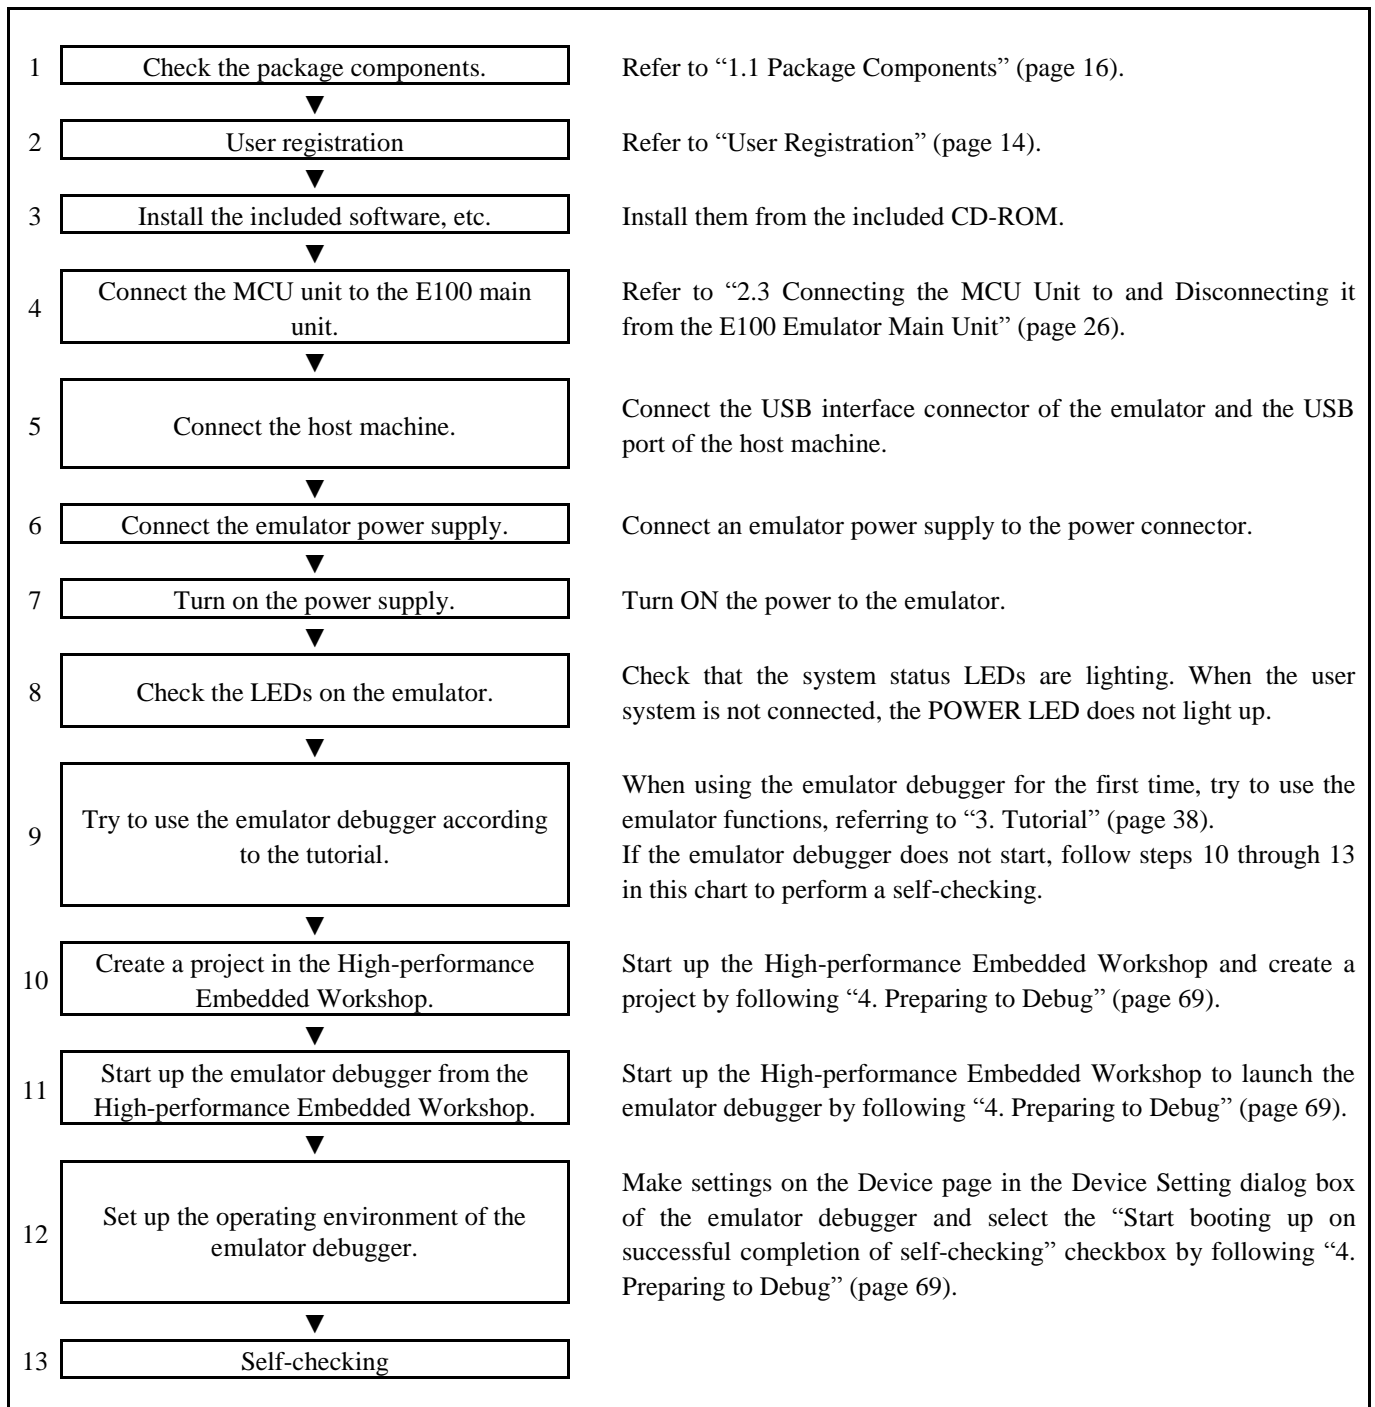 1 Check the package components. Refer to “1.1 Package Components” (page 16).
▼
2 User registration Refer to “User Registration” (page 14).
▼
3 Install the included software, etc. Install them from the included CD-ROM.
▼
4 Connect the MCU unit to the E100 main
unit.
Refer to “2.3 Connecting the MCU Unit to and Disconnecting it
from the E100 Emulator Main Unit” (page 26).
▼
5 Connect the host machine.
Connect the USB interface connector of the emulator and the USB
port of the host machine.
▼
6 Connect the emulator power supply. Connect an emulator power supply to the power connector.
▼
7 Turn on the power supply. Turn ON the power to the emulator.
▼
8 Check the LEDs on the emulator.
Check that the system status LEDs are lighting. When the user
system is not connected, the POWER LED does not light up.
▼
9 Try to use the emulator debugger according
to the tutorial.
When using the emulator debugger for the first time, try to use the
emulator functions, referring to “3. Tutorial” (page 38).
If the emulator debugger does not start, follow steps 10 through 13
in this chart to perform a self-checking.
▼
10 Create a project in the High-performance
Embedded Workshop.
Start up the High-performance Embedded Workshop and create a
project by following “4. Preparing to Debug” (page 69).
▼
11 Start up the emulator debugger from the
High-performance Embedded Workshop.
Start up the High-performance Embedded Workshop to launch the
emulator debugger by following “4. Preparing to Debug” (page 69).
▼
12 Set up the operating environment of the
emulator debugger.
Make settings on the Device page in the Device Setting dialog box
of the emulator debugger and select the “Start booting up on
successful completion of self-checking” checkbox by following “4.
Preparing to Debug” (page 69).
▼
13 Self-checking